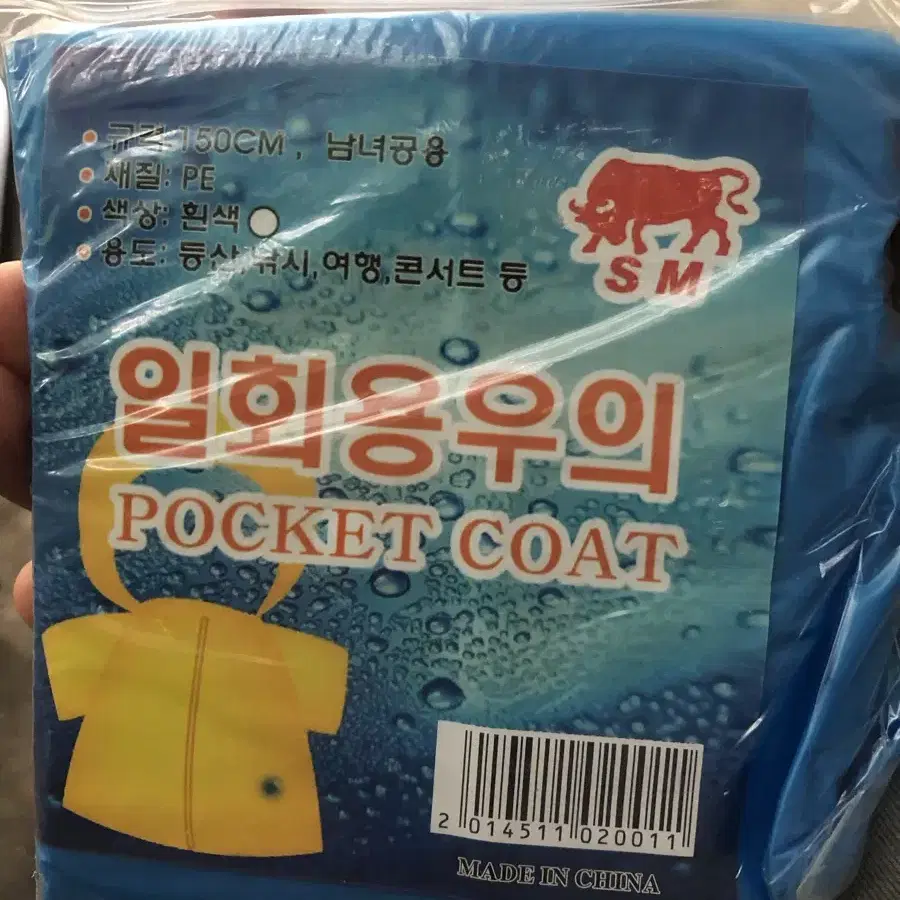 • 규격 150CM , 남녀공용
• 재질: PE
• 색상: 흰색
• 용도: 등산,낚시,여행,콘서트 등
SM
일회용우의
POCKET COAT
2 014511 020011
MADE IN CHINA